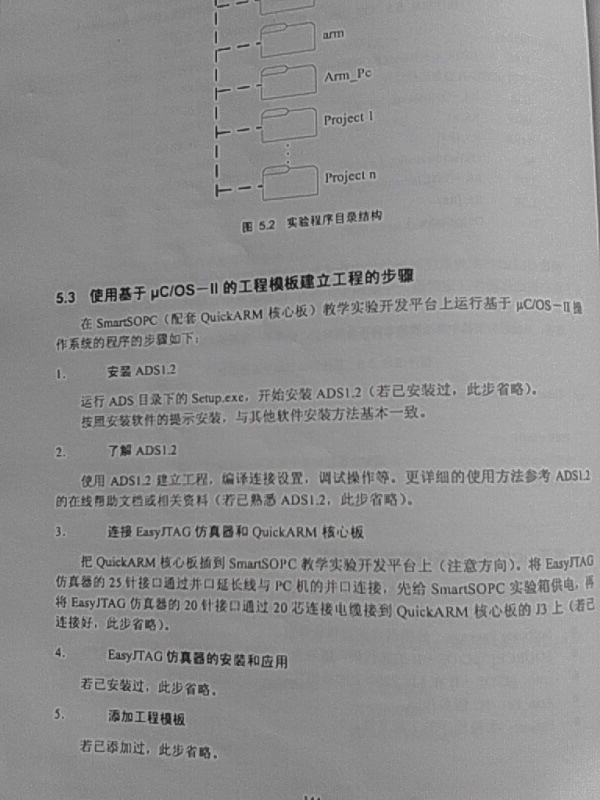 arm
Arm_Pc
Project 1
Project n
图 5.2 实验程序目录结构
5.3 使用基于 μC/OS－II 的工程模板建立工程的步骤
在 SmartSOPC（配套 QuickARM 核心板）教学实验开发平台上运行基于 μC/OS－II 操
作系统的程序的步骤如下：
1. 安装 ADS1.2
运行 ADS 目录下的 Setup.exe，开始安装 ADS1.2（若已安装过，此步省略）。
按照安装软件的提示安装，与其他软件安装方法基本一致。
2. 了解 ADS1.2
使用 ADS1.2 建立工程，编译连接设置，调试操作等。更详细的使用方法参考 ADS1.2
的在线帮助文档或相关资料（若已熟悉 ADS1.2，此步省略）。
3. 连接 EasyJTAG 仿真器和 QuickARM 核心板
把 QuickARM 核心板插到 SmartSOPC 教学实验开发平台上（注意方向）。将 EasyJTAG
仿真器的 25 针接口通过并口延长线与 PC 机的并口连接，先给 SmartSOPC 实验箱供电，再
将 EasyJTAG 仿真器的 20 针接口通过 20 芯连接电缆接到 QuickARM 核心板的 J3 上（若已
连接好，此步省略）。
4. EasyJTAG 仿真器的安装和应用
若已安装过，此步省略。
5. 添加工程模板
若已添加过，此步省略。